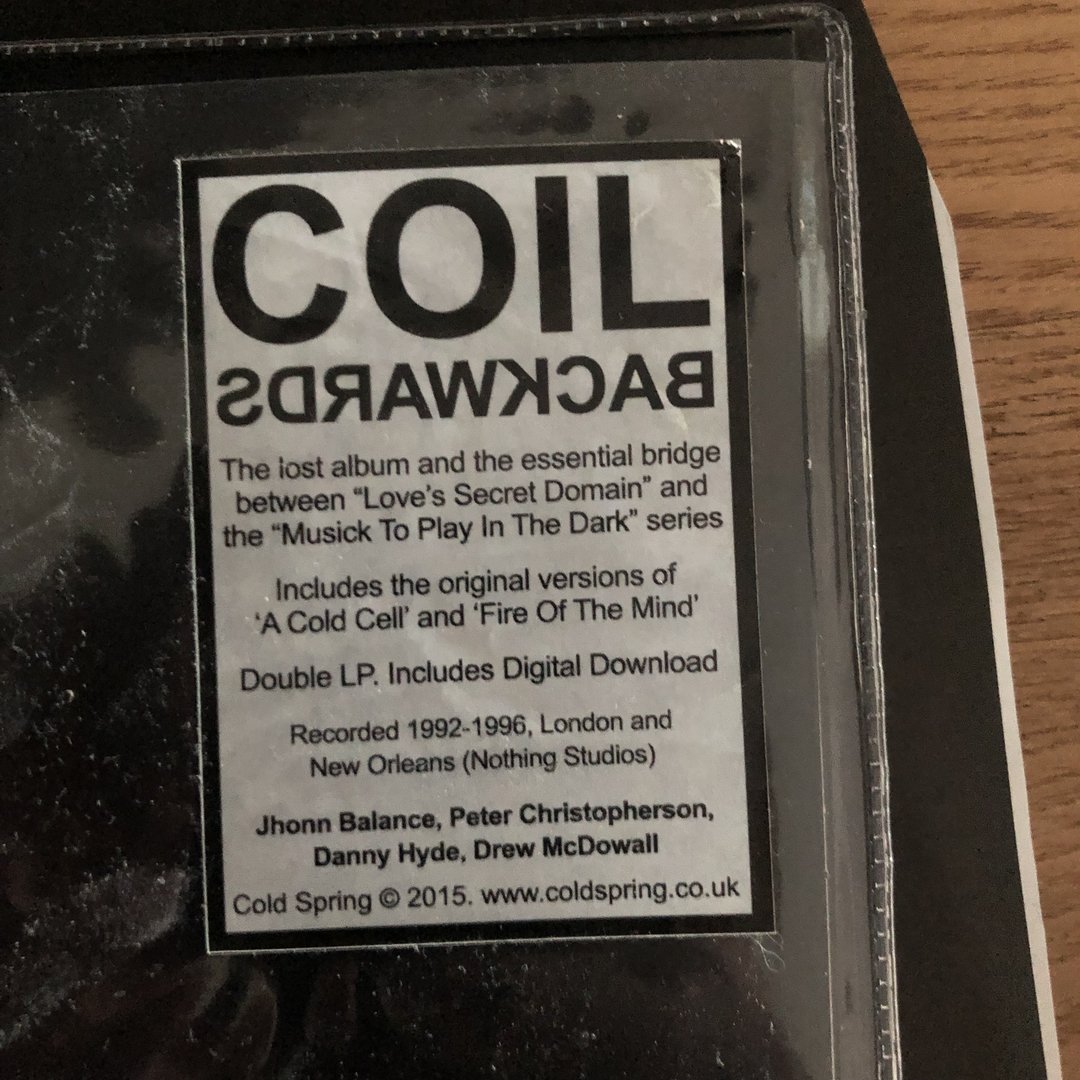 COIL
BACKWARDS
The lost album and the essential bridge
between “Love’s Secret Domain” and
the “Musick To Play In The Dark” series
Includes the original versions of
‘A Cold Cell’ and ‘Fire Of The Mind’
Double LP. Includes Digital Download
Recorded 1992-1996, London and
New Orleans (Nothing Studios)
Jhonn Balance, Peter Christopherson,
Danny Hyde, Drew McDowall
Cold Spring © 2015. www.coldspring.co.uk